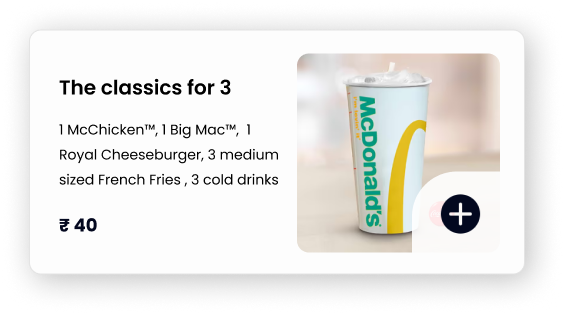 The classics for 3
1 McChicken™, 1 Big Mac™, 1
Royal Cheeseburger, 3 medium
sized French Fries , 3 cold drinks
₹ 40
McDonald's